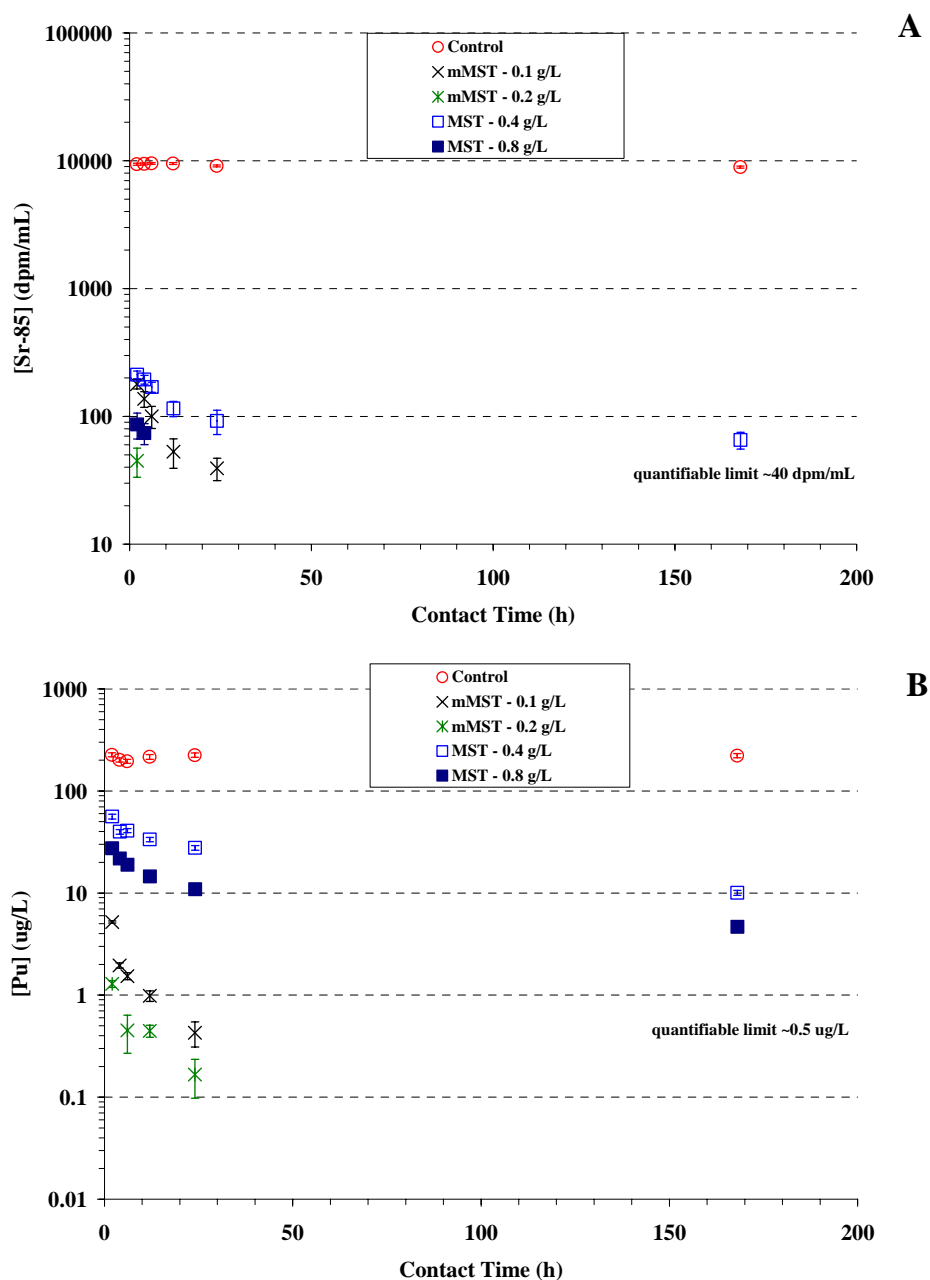 A
Control
mMST - 0.1 g/L
mMST - 0.2 g/L
MST - 0.4 g/L
MST - 0.8 g/L
100000
10000
1000
100
10
[Sr-85] (dpm/mL)
quantifiable limit ~40 dpm/mL
0 50 100 150 200
Contact Time (h)
B
Control
mMST - 0.1 g/L
mMST - 0.2 g/L
MST - 0.4 g/L
MST - 0.8 g/L
1000
100
10
1
0.1
0.01
[Pu] (ug/L)
quantifiable limit ~0.5 ug/L
0 50 100 150 200
Contact Time (h)